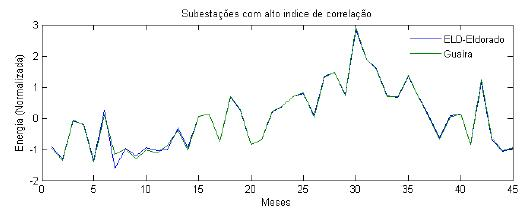 Subestações com alto indice de correlação
3
2
1
0
-1
-2
Energia (Normalizada)
ELD-Eldorado
Guaíra
0 5 10 15 20 25 30 35 40 45
Meses